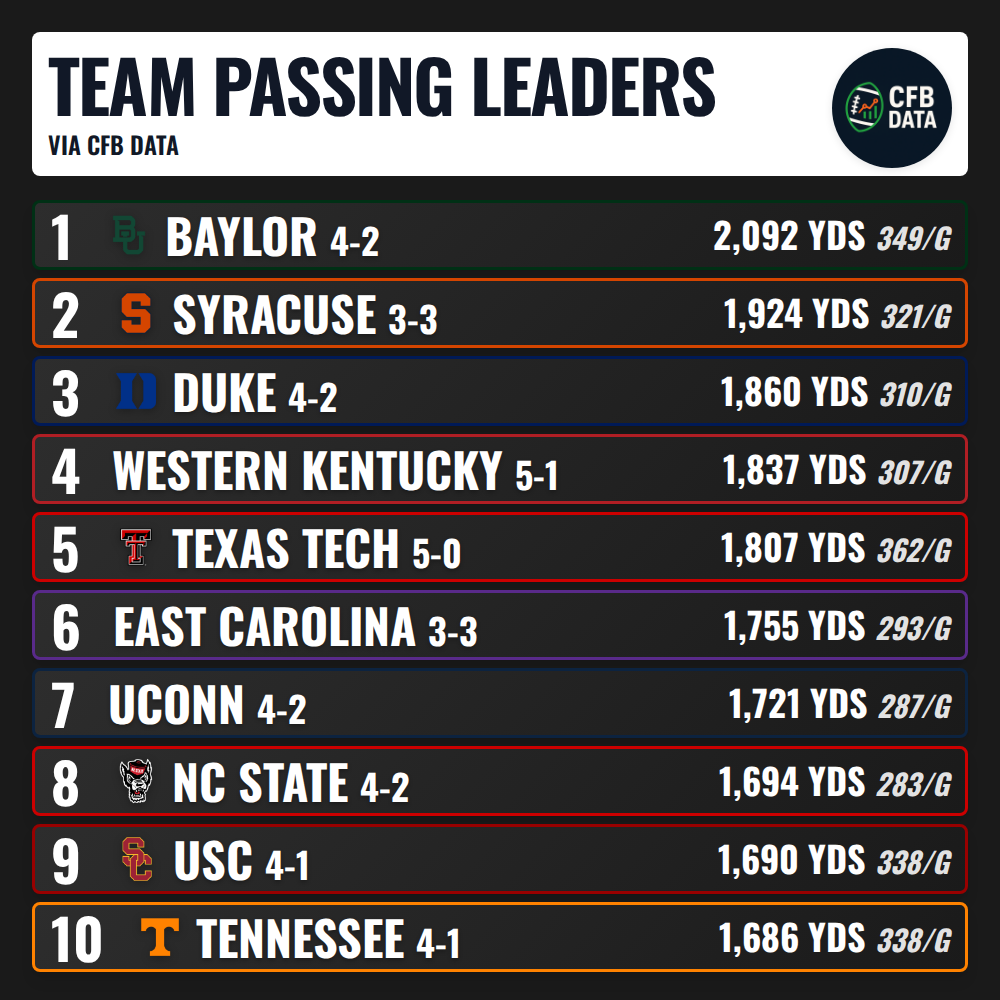 TEAM PASSING LEADERS
VIA CFB DATA
CFB
DATA
1 BAYLOR 4-2 2,092 YDS 349/G
2 S SYRACUSE 3-3 1,924 YDS 321/G
3 D DUKE 4-2 1,860 YDS 310/G
4 WESTERN KENTUCKY 5-1 1,837 YDS 307/G
5 TEXAS TECH 5-0 1,807 YDS 362/G
6 EAST CAROLINA 3-3 1,755 YDS 293/G
7 UCONN 4-2 1,721 YDS 287/G
8 NC STATE 4-2 1,694 YDS 283/G
9 SC USC 4-1 1,690 YDS 338/G
10 T TENNESSEE 4-1 1,686 YDS 338/G